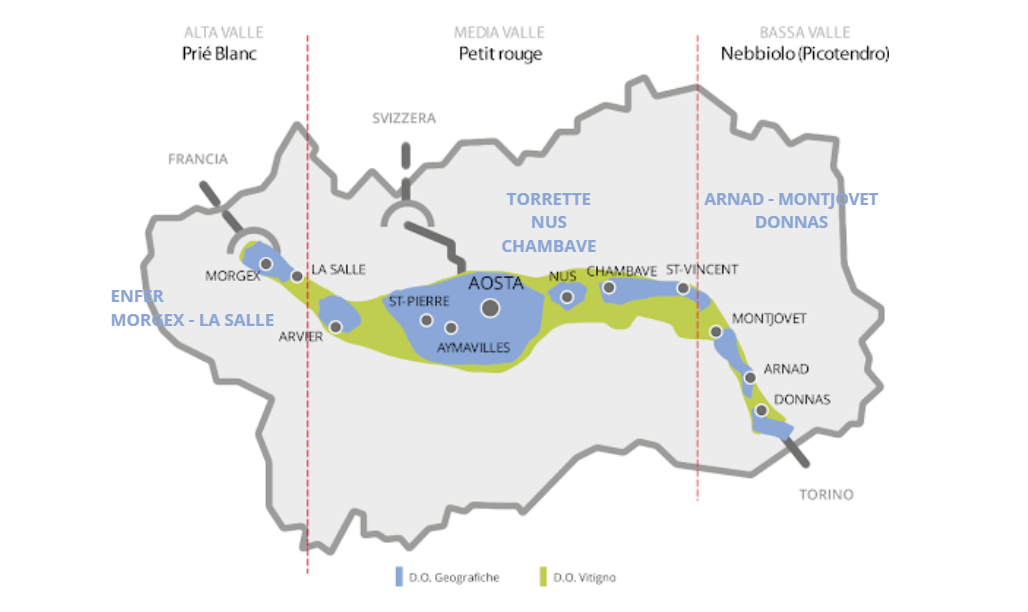 ALTA VALLE
Prié Blanc
MEDIA VALLE
Petit rouge
BASSA VALLE
Nebbiolo (Picotendro)
SVIZZERA
FRANCIA
TORRETTE
NUS
CHAMBAVE
ARNAD - MONTJOVET
DONNAS
MORGEX
LA SALLE
ENFER
MORGEX - LA SALLE
ARVIER
ST-PIERRE
AOSTA
AYMAVILLES
NUS
CHAMBAVE
ST-VINCENT
MONTJOVET
ARNAD
DONNAS
TORINO
D.O. Geografiche
D.O. Vitigno